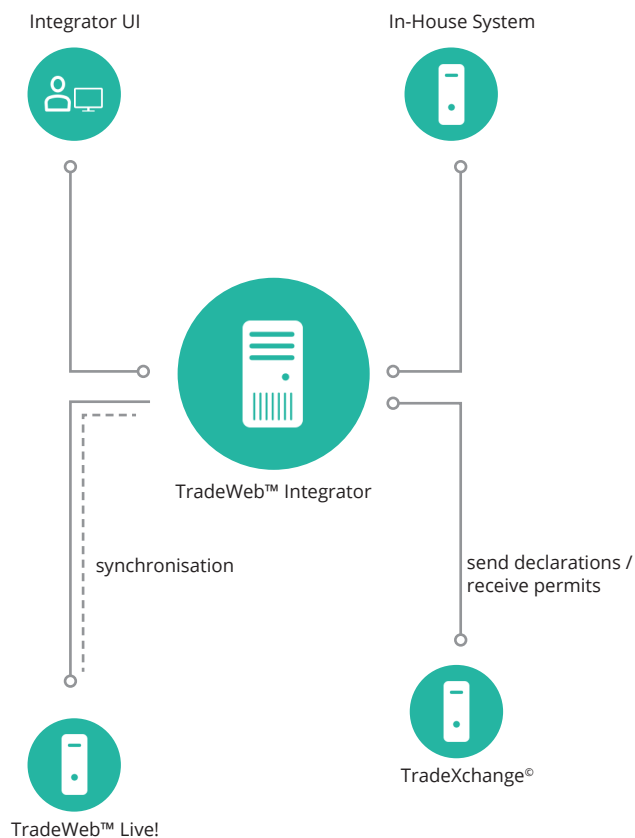 Integrator UI
In-House System
TradeWeb™ Integrator
synchronisation
send declarations /
receive permits
TradeXchange©
TradeWeb™ Live!